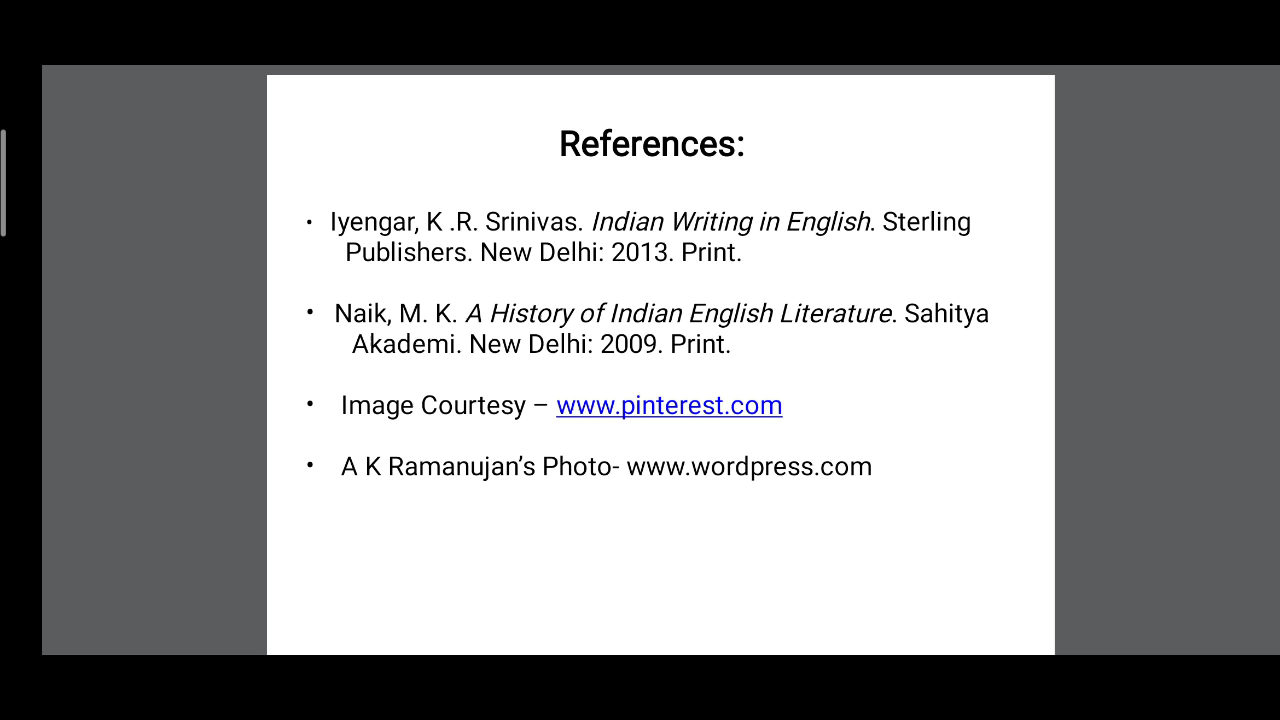 References:
• Iyengar, K .R. Srinivas. Indian Writing in English. Sterling
Publishers. New Delhi: 2013. Print.
• Naik, M. K. A History of Indian English Literature. Sahitya
Akademi. New Delhi: 2009. Print.
• Image Courtesy – www.pinterest.com
• A K Ramanujan’s Photo- www.wordpress.com